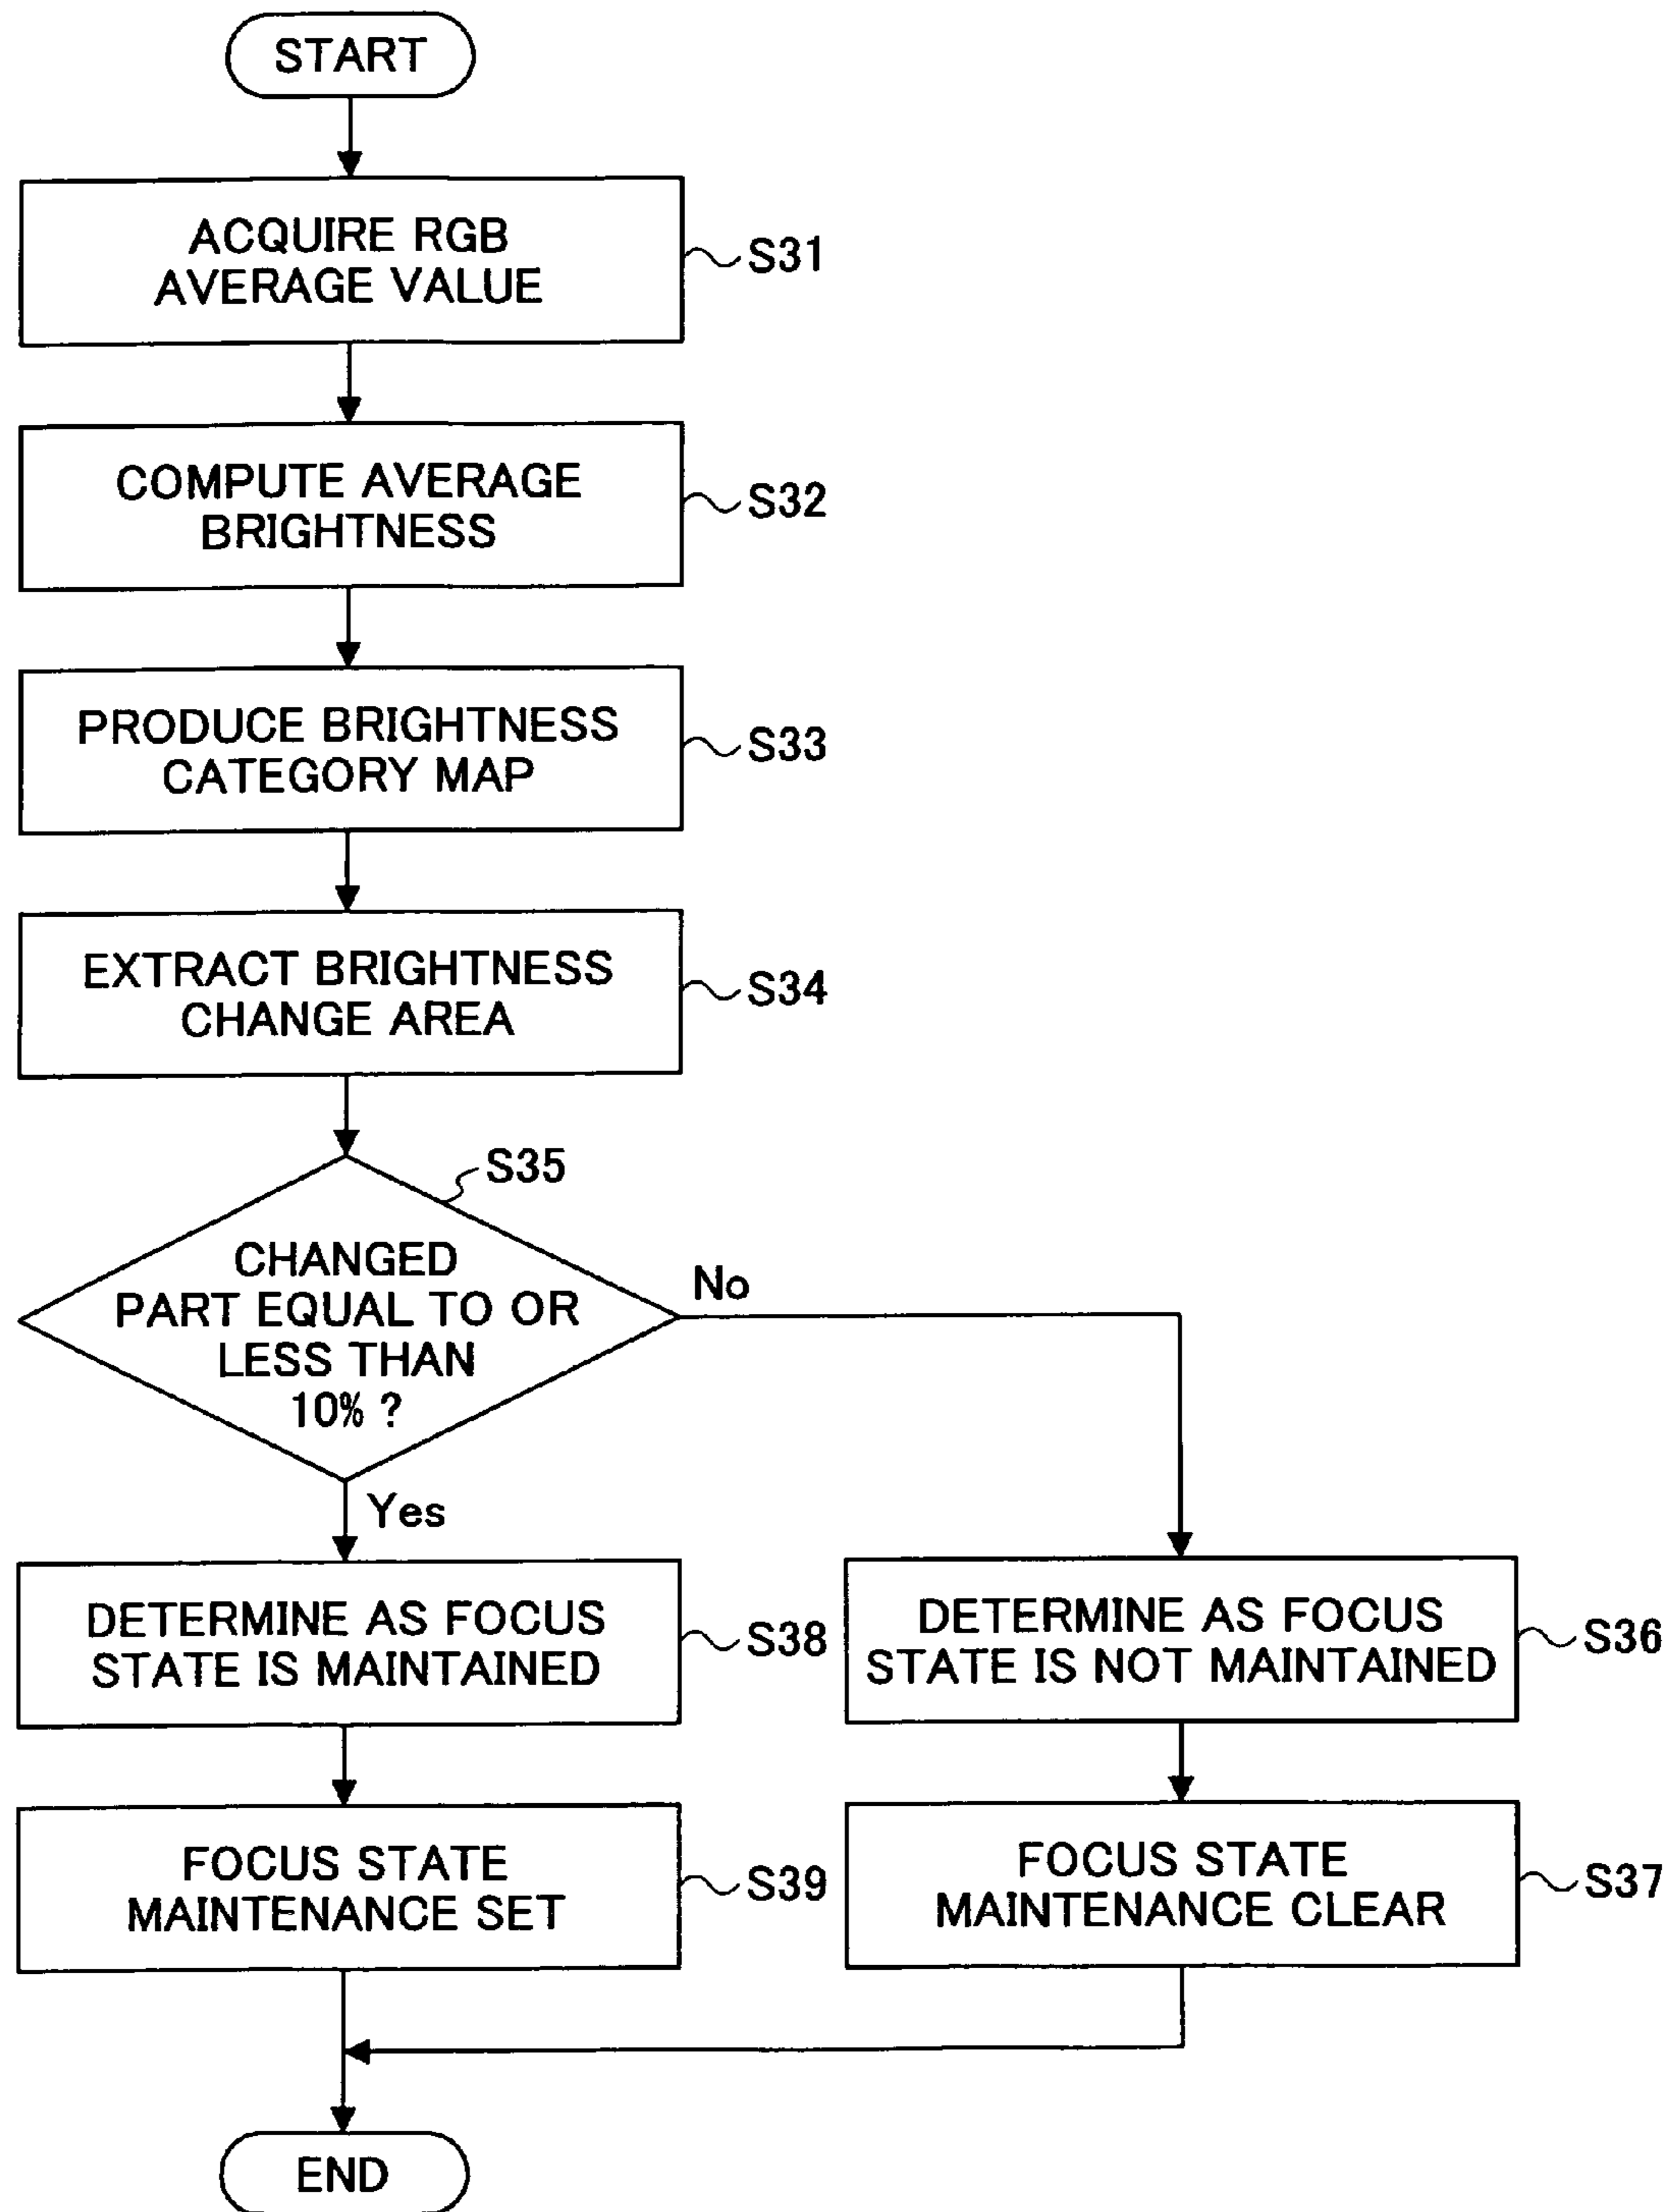 START
ACQUIRE RGB
AVERAGE VALUE
S31
COMPUTE AVERAGE
BRIGHTNESS
S32
PRODUCE BRIGHTNESS
CATEGORY MAP
S33
EXTRACT BRIGHTNESS
CHANGE AREA
S34
S35
CHANGED
PART EQUAL TO OR
LESS THAN
10% ?
No
Yes
DETERMINE AS FOCUS
STATE IS MAINTAINED
S38
DETERMINE AS FOCUS
STATE IS NOT MAINTAINED
S36
FOCUS STATE
MAINTENANCE SET
S39
FOCUS STATE
MAINTENANCE CLEAR
S37
END